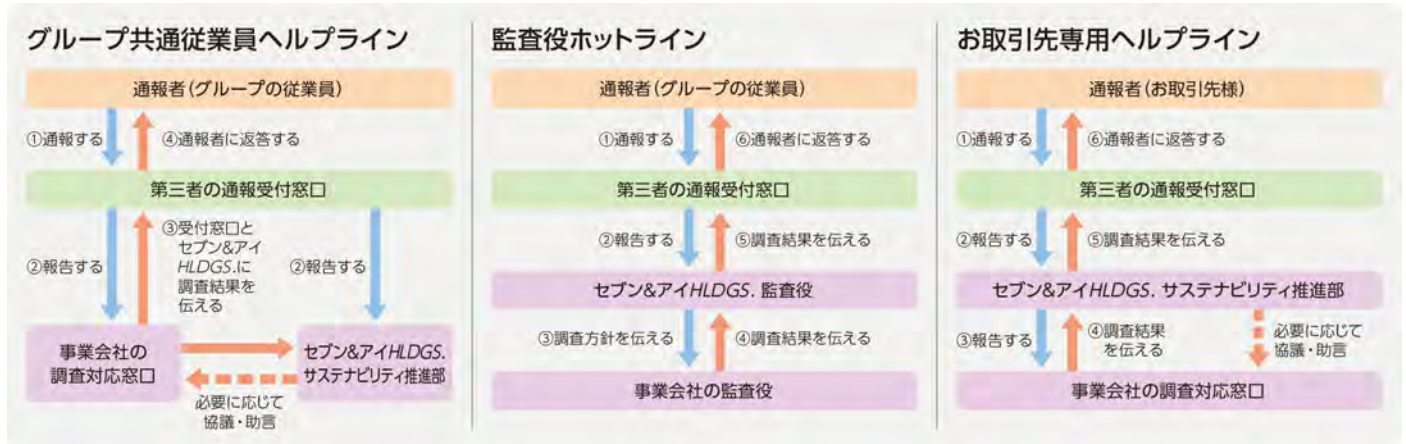 グループ共通従業員ヘルプライン
通報者(グループの従業員)
①通報する
④通報者に返答する
第三者の通報受付窓口
②報告する
③受付窓口と
セブン&アイ
HLDGS.に
調査結果を
伝える
②報告する
事業会社の
調査対応窓口
セブン&アイHLDGS.
サステナビリティ推進部
必要に応じて
協議・助言
監査役ホットライン
通報者(グループの従業員)
①通報する
⑥通報者に返答する
第三者の通報受付窓口
②報告する
⑤調査結果を伝える
セブン&アイHLDGS. 監査役
③調査方針を伝える
④調査結果を伝える
事業会社の監査役
お取引先専用ヘルプライン
通報者(お取引先様)
①通報する
⑥通報者に返答する
第三者の通報受付窓口
②報告する
⑤調査結果を伝える
セブン&アイHLDGS. サステナビリティ推進部
③報告する
④調査結果
を伝える
必要に応じて
協議・助言
事業会社の調査対応窓口